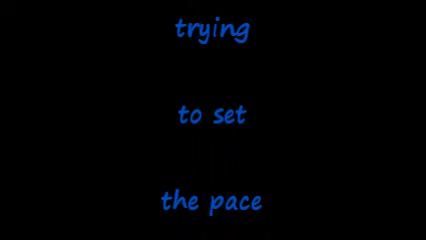 trying
to set
the pace